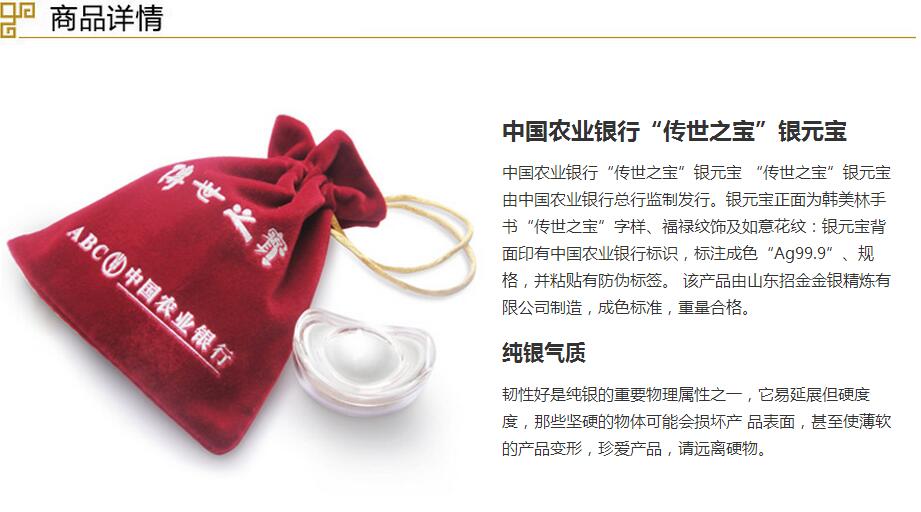 商品详情
传世之寶
ABC 中国农业银行
中国农业银行“传世之宝”银元宝
中国农业银行“传世之宝”银元宝 “传世之宝”银元宝
由中国农业银行总行监制发行。银元宝正面为韩美林手
书“传世之宝”字样、福禄纹饰及如意花纹：银元宝背
面印有中国农业银行标识，标注成色“Ag99.9”、规
格，并粘贴有防伪标签。 该产品由山东招金金银精炼有
限公司制造，成色标准，重量合格。
纯银气质
韧性好是纯银的重要物理属性之一，它易延展但硬度
度，那些坚硬的物体可能会损坏产 品表面，甚至使薄软
的产品变形，珍爱产品，请远离硬物。